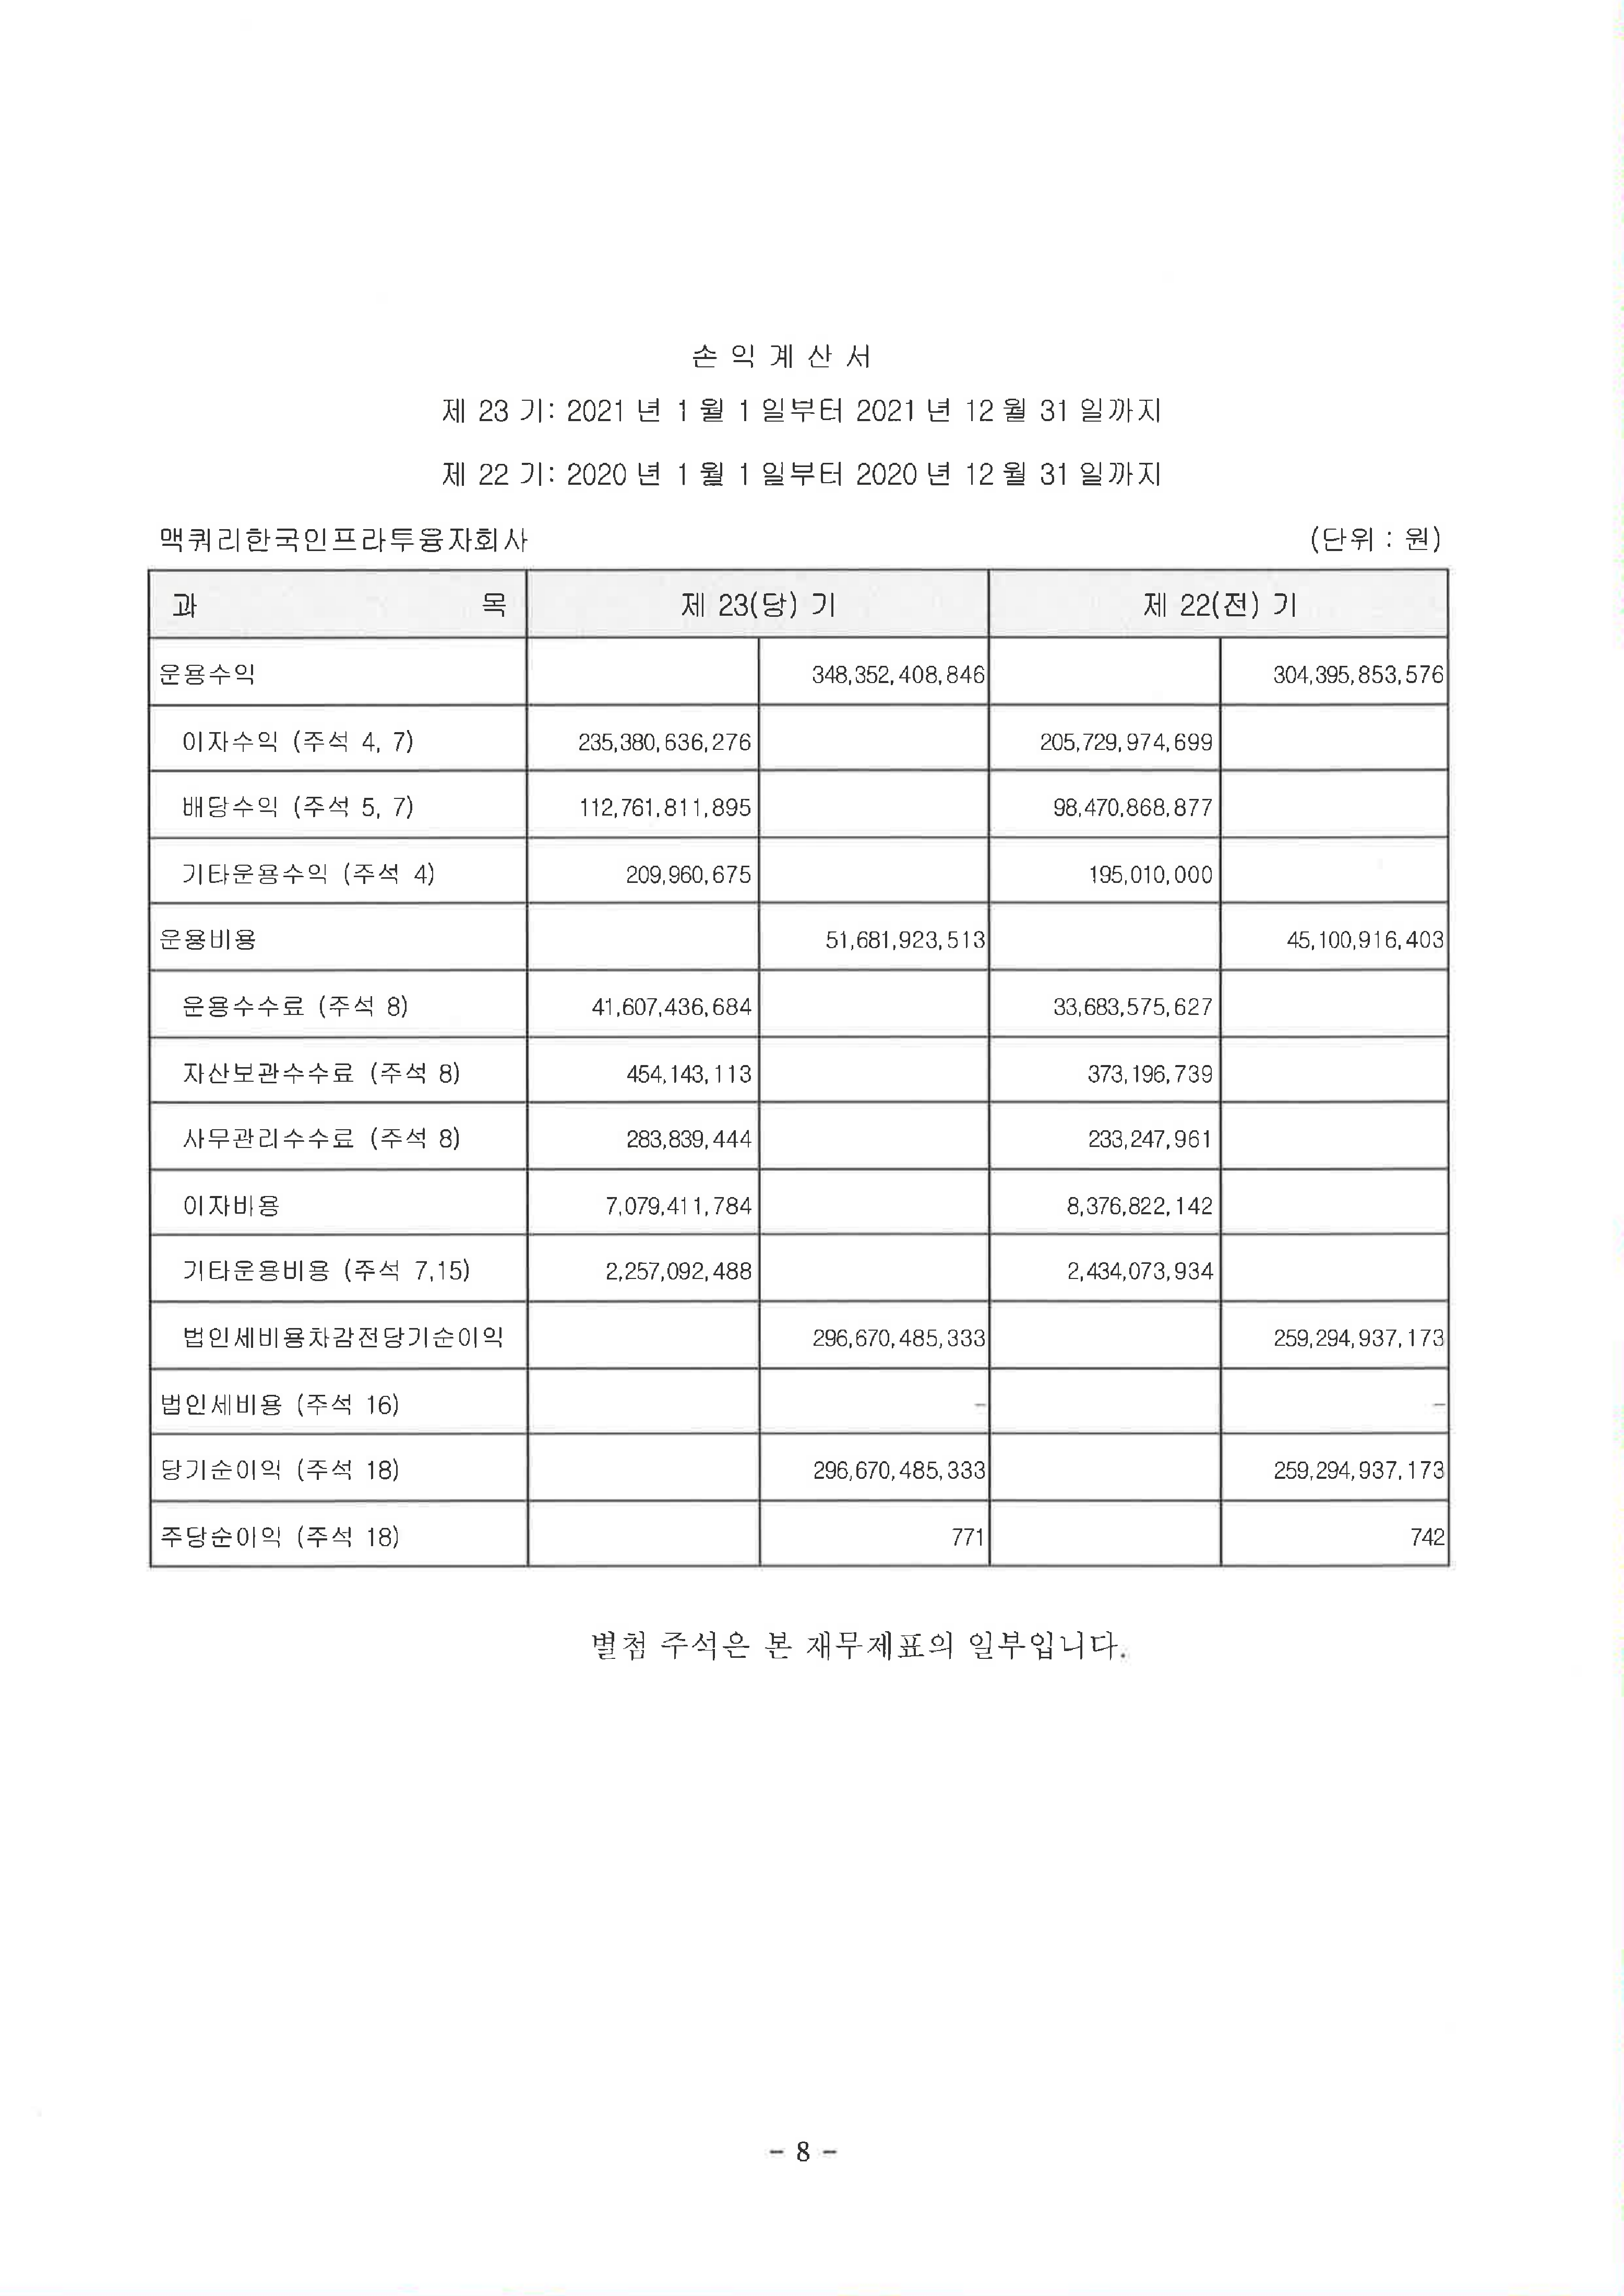 손 익 계 산 서
제 23 기: 2021 년 1 월 1 일부터 2021 년 12 월 31 일까지
제 22 기: 2020 년 1 월 1 일부터 2020 년 12 월 31 일까지
맥쿼리한국인프라투융자회사 (단위 : 원)
과 목 제 23(당) 기 제 22(전) 기
운용수익 348,352,408,846 304,395,853,576
이자수익 (주석 4, 7) 235,380,636,276 205,729,974,699
배당수익 (주석 5, 7) 112,761,811,895 98,470,868,877
기타운용수익 (주석 4) 209,960,675 195,010,000
운용비용 51,681,923,513 45,100,916,403
운용수수료 (주석 8) 41,607,436,684 33,683,575,627
자산보관수수료 (주석 8) 454,143,113 373,196,739
사무관리수수료 (주석 8) 283,839,444 233,247,961
이자비용 7,079,411,784 8,376,822,142
기타운용비용 (주석 7,15) 2,257,092,488 2,434,073,934
법인세비용차감전당기순이익 296,670,485,333 259,294,937,173
법인세비용 (주석 16) - -
당기순이익 (주석 18) 296,670,485,333 259,294,937,173
주당순이익 (주석 18) 771 742
별첨 주석은 본 재무제표의 일부입니다.
- 8 -